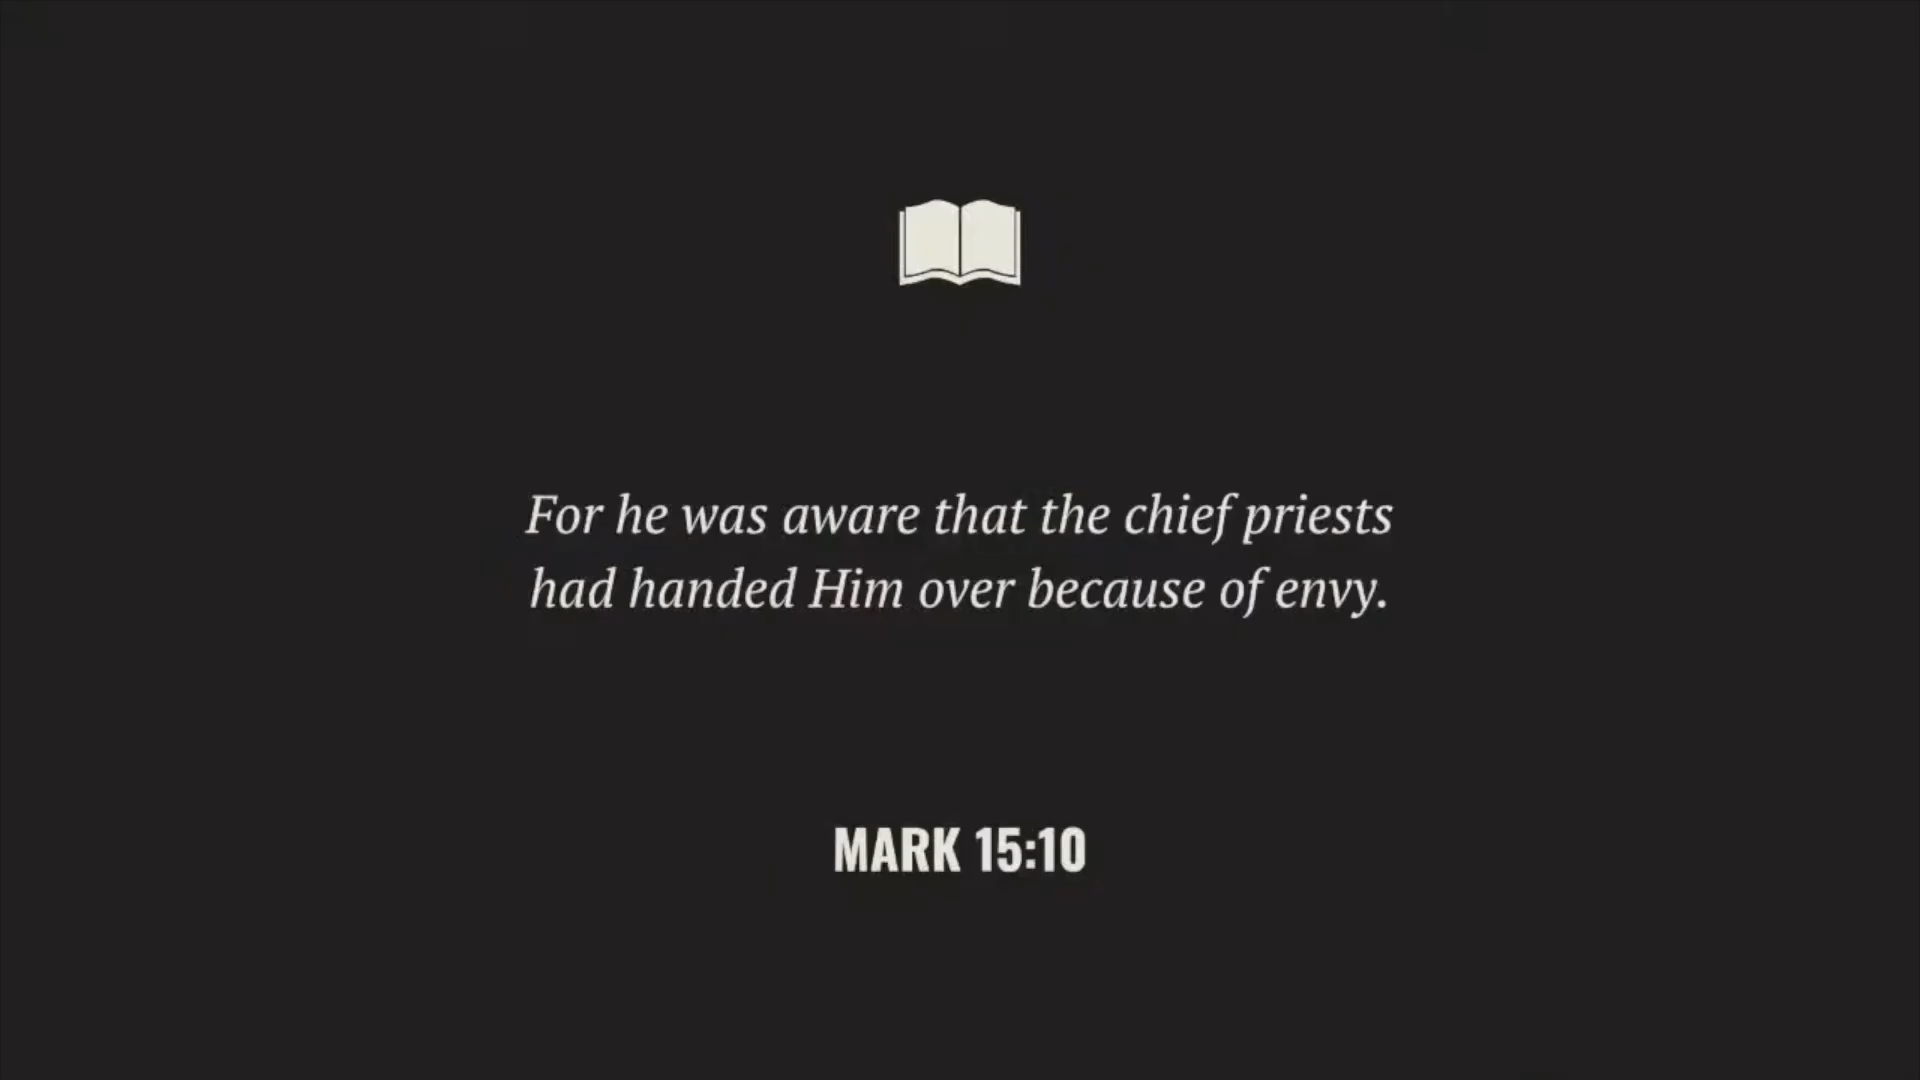 For he was aware that the chief priests
had handed Him over because of envy.
MARK 15:10